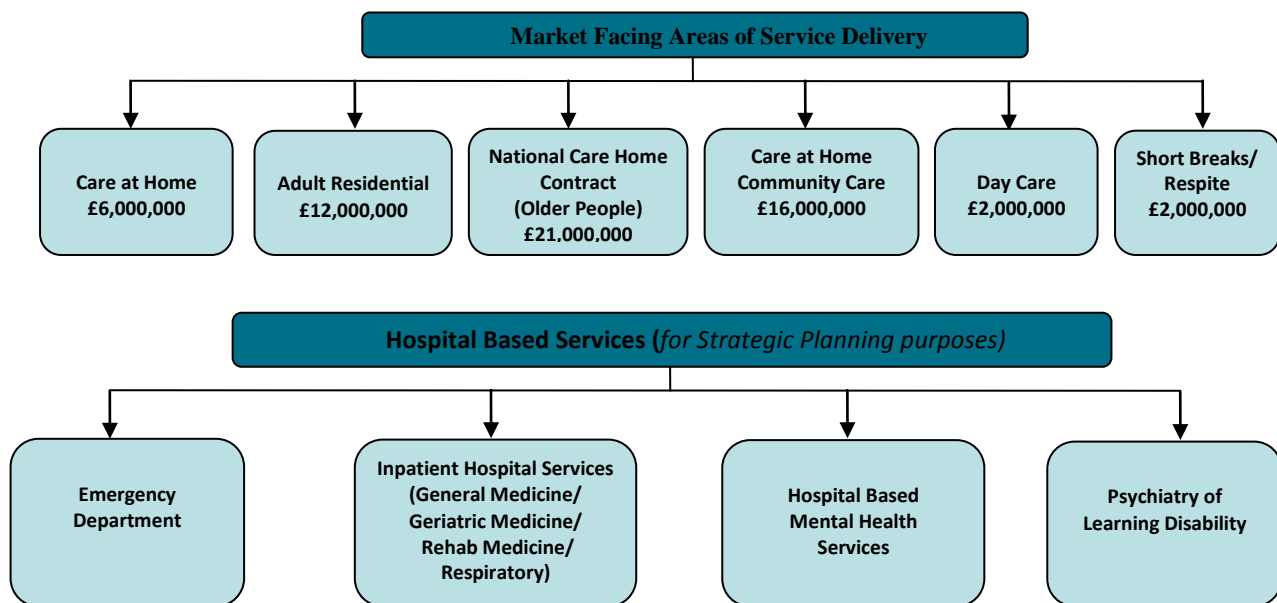 Market Facing Areas of Service Delivery
Care at Home
£6,000,000
Adult Residential
£12,000,000
National Care Home
Contract
(Older People)
£21,000,000
Care at Home
Community Care
£16,000,000
Day Care
£2,000,000
Short Breaks/
Respite
£2,000,000
Hospital Based Services (for Strategic Planning purposes)
Emergency
Department
Inpatient Hospital Services
(General Medicine/
Geriatric Medicine/
Rehab Medicine/
Respiratory)
Hospital Based
Mental Health
Services
Psychiatry of
Learning Disability